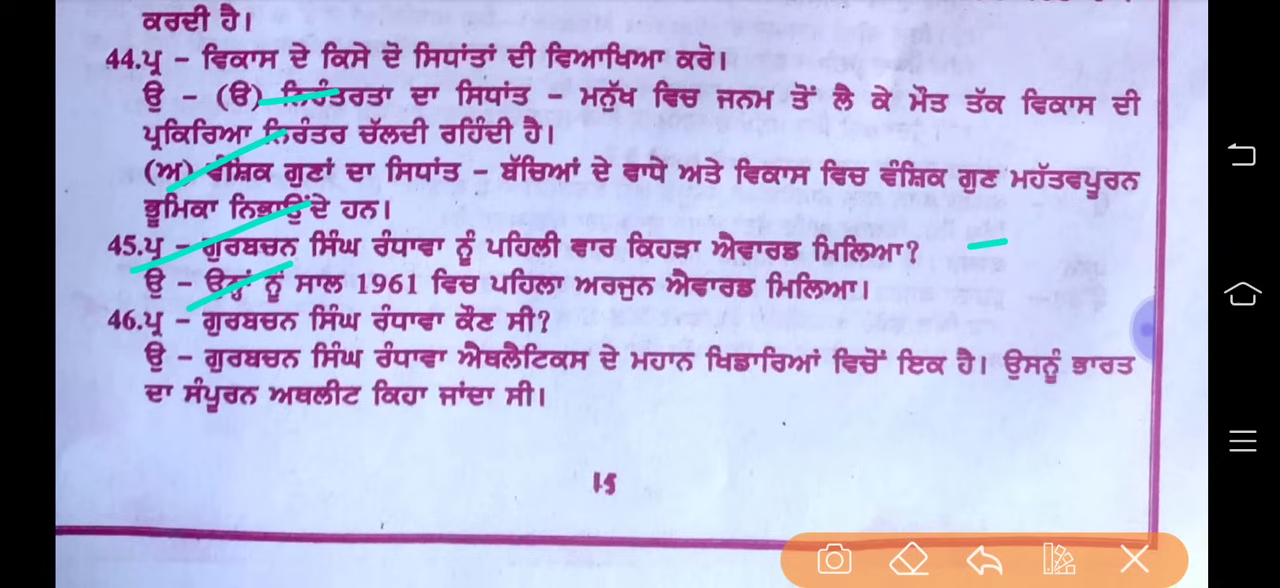 ਕਰਦੀ ਹੈ।
44.ਪ੍ਰ – ਵਿਕਾਸ ਦੇ ਕਿਸੇ ਦੋ ਸਿਧਾਂਤਾਂ ਦੀ ਵਿਆਖਿਆ ਕਰੋ।
ਉ – (ੳ) ਨਿਰੰਤਰਤਾ ਦਾ ਸਿਧਾਂਤ – ਮਨੁੱਖ ਵਿਚ ਜਨਮ ਤੋਂ ਲੈ ਕੇ ਮੌਤ ਤੱਕ ਵਿਕਾਸ ਦੀ
ਪ੍ਰਕਿਰਿਆ ਨਿਰੰਤਰ ਚੱਲਦੀ ਰਹਿੰਦੀ ਹੈ।
(ਅ) ਵੰਸ਼ਿਕ ਗੁਣਾਂ ਦਾ ਸਿਧਾਂਤ – ਬੱਚਿਆਂ ਦੇ ਵਾਧੇ ਅਤੇ ਵਿਕਾਸ ਵਿਚ ਵੰਸ਼ਿਕ ਗੁਣ ਮਹੱਤਵਪੂਰਨ
ਭੂਮਿਕਾ ਨਿਭਾਉਂਦੇ ਹਨ।
45.ਪ੍ਰ – ਗੁਰਬਚਨ ਸਿੰਘ ਰੰਧਾਵਾ ਨੂੰ ਪਹਿਲੀ ਵਾਰ ਕਿਹੜਾ ਐਵਾਰਡ ਮਿਲਿਆ?
ਉ – ਉਨ੍ਹਾਂ ਨੂੰ ਸਾਲ 1961 ਵਿਚ ਪਹਿਲਾ ਅਰਜੁਨ ਐਵਾਰਡ ਮਿਲਿਆ।
46.ਪ੍ਰ – ਗੁਰਬਚਨ ਸਿੰਘ ਰੰਧਾਵਾ ਕੌਣ ਸੀ?
ਉ – ਗੁਰਬਚਨ ਸਿੰਘ ਰੰਧਾਵਾ ਐਥਲੈਟਿਕਸ ਦੇ ਮਹਾਨ ਖਿਡਾਰਿਆਂ ਵਿਚੋਂ ਇਕ ਹੈ। ਉਸਨੂੰ ਭਾਰਤ
ਦਾ ਸੰਪੂਰਨ ਅਥਲੀਟ ਕਿਹਾ ਜਾਂਦਾ ਸੀ।
15